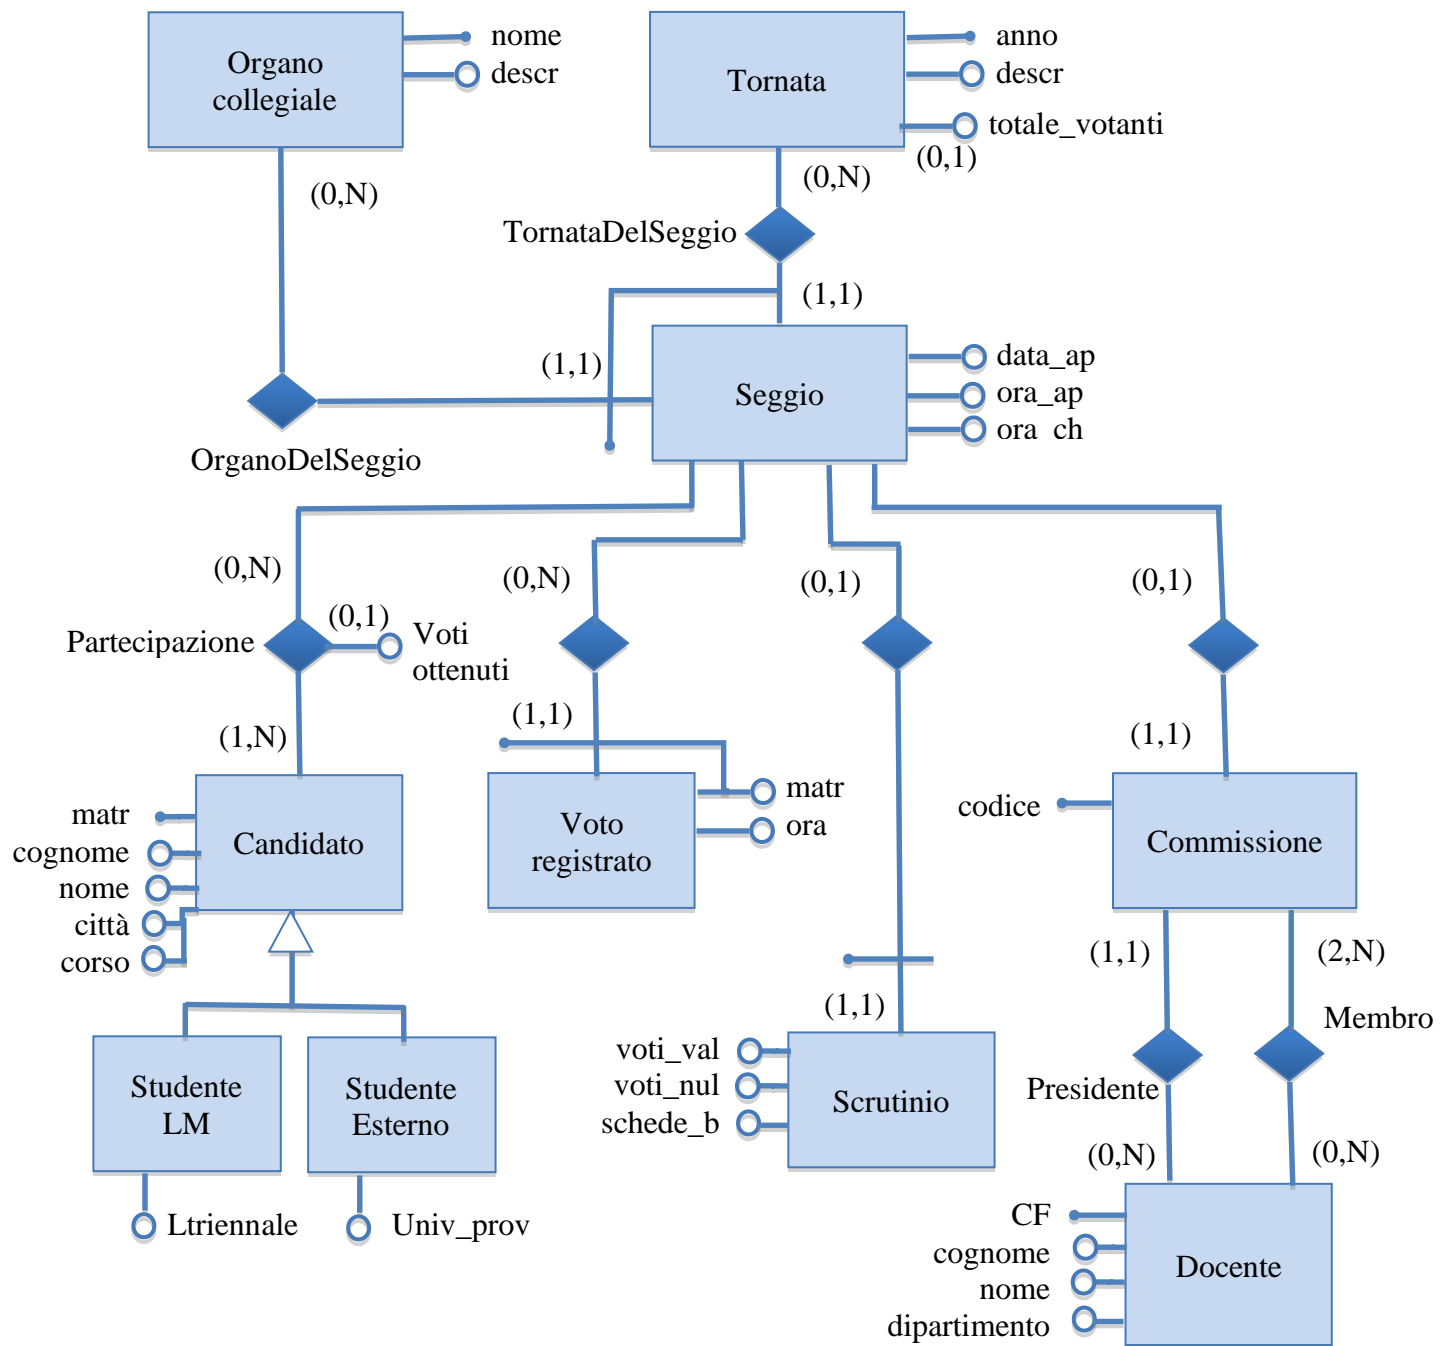 Organo
collegiale
nome
descr
(0,N)
Tornata
anno
descr
totale_votanti
(0,1)
(0,N)
TornataDelSeggio
(1,1)
(1,1)
Seggio
data_ap
ora_ap
ora ch
OrganoDelSeggio
(0,N)
(0,N)
(0,1)
(0,1)
Partecipazione
(0,1)
Voti
ottenuti
(1,N)
(1,1)
(1,1)
matr
cognome
nome
città
corso
Candidato
Voto
registrato
matr
ora
codice
Commissione
(1,1)
(2,N)
Membro
Presidente
(0,N)
(0,N)
Studente
LM
Studente
Esterno
Ltriennale
Univ_prov
(1,1)
voti_val
voti_nul
schede_b
Scrutinio
CF
cognome
nome
dipartimento
Docente